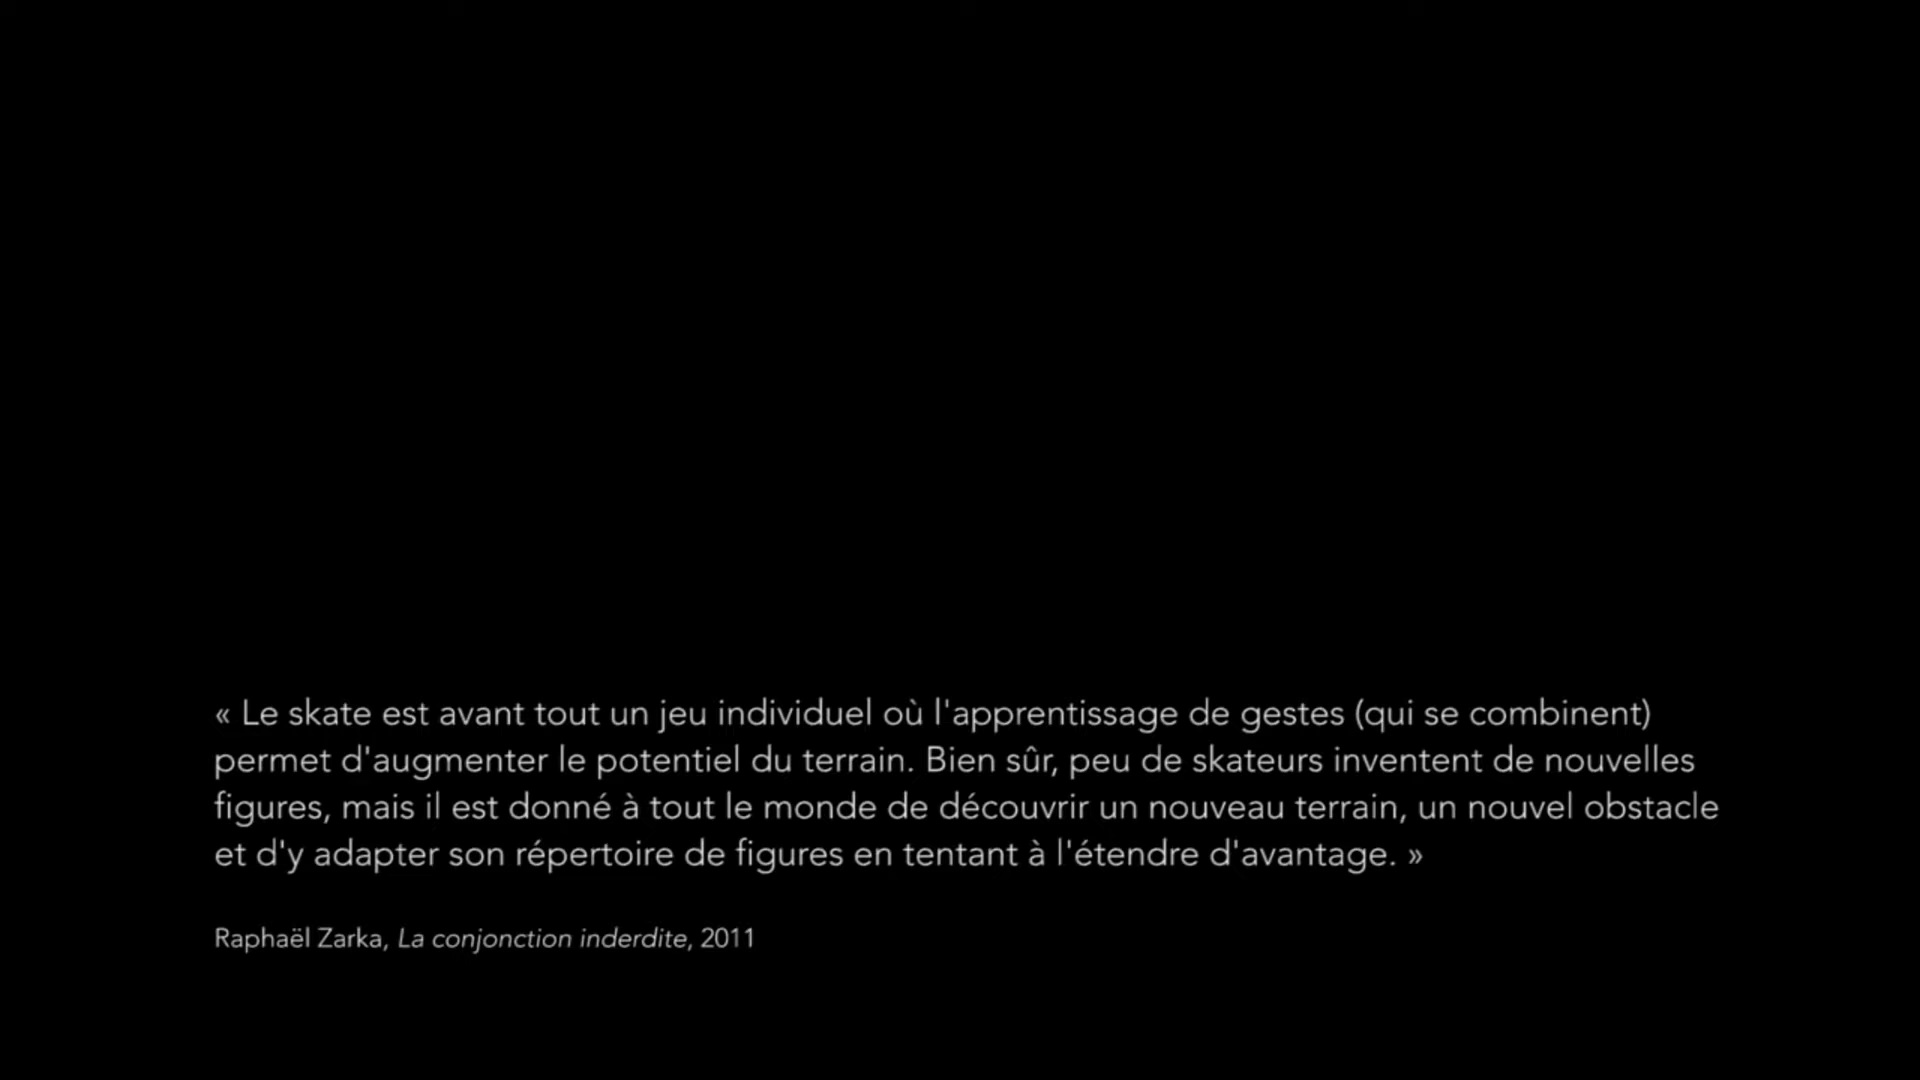 « Le skate est avant tout un jeu individuel où l'apprentissage de gestes (qui se combinent)
permet d'augmenter le potentiel du terrain. Bien sûr, peu de skateurs inventent de nouvelles
figures, mais il est donné à tout le monde de découvrir un nouveau terrain, un nouvel obstacle
et d'y adapter son répertoire de figures en tentant à l'étendre d'avantage. »
Raphaël Zarka, La conjonction inderdite, 2011